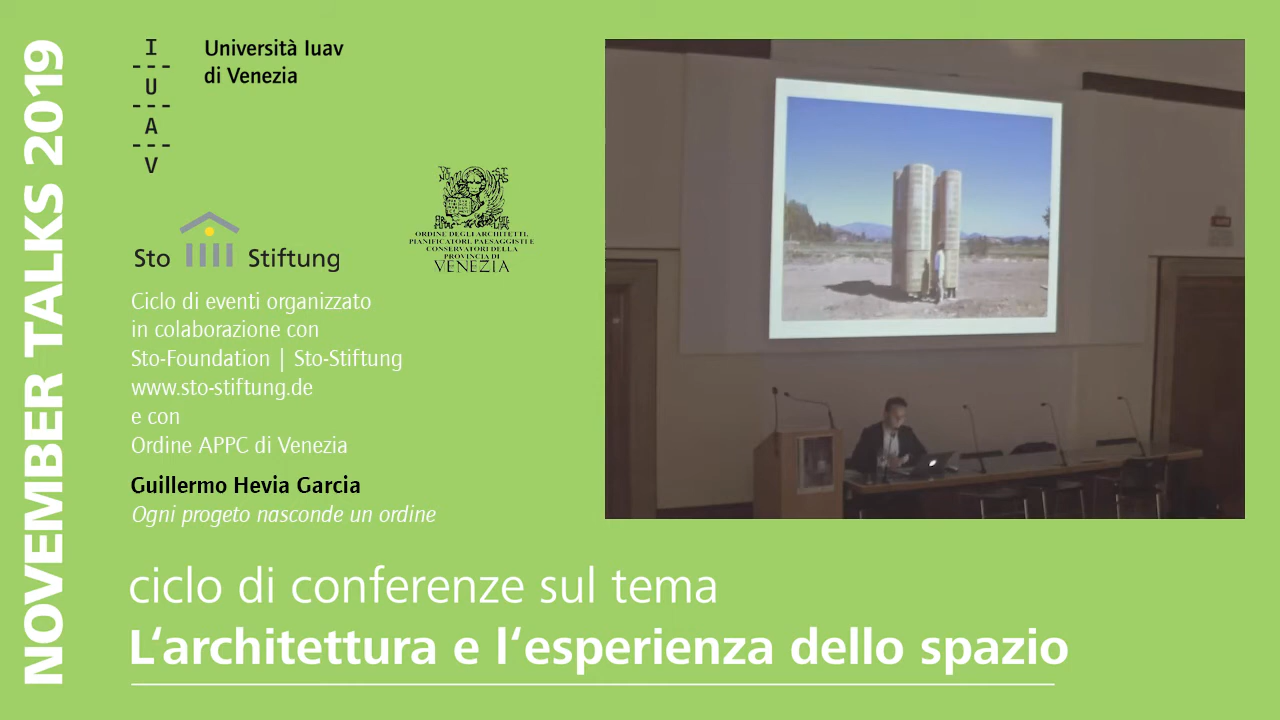 NOVEMBER TALKS 2019
I
U
A
V
Università Iuav
di Venezia
Sto Stiftung
ORDINE DEGLI ARCHITETTI,
PIANIFICATORI, PAESAGGISTI E
CONSERVATORI DELLA
PROVINCIA DI
VENEZIA
Ciclo di eventi organizzato
in colaborazione con
Sto-Foundation | Sto-Stiftung
www.sto-stiftung.de
e con
Ordine APPC di Venezia
Guillermo Hevia Garcia
Ogni progeto nasconde un ordine
ciclo di conferenze sul tema
L‘architettura e l‘esperienza dello spazio